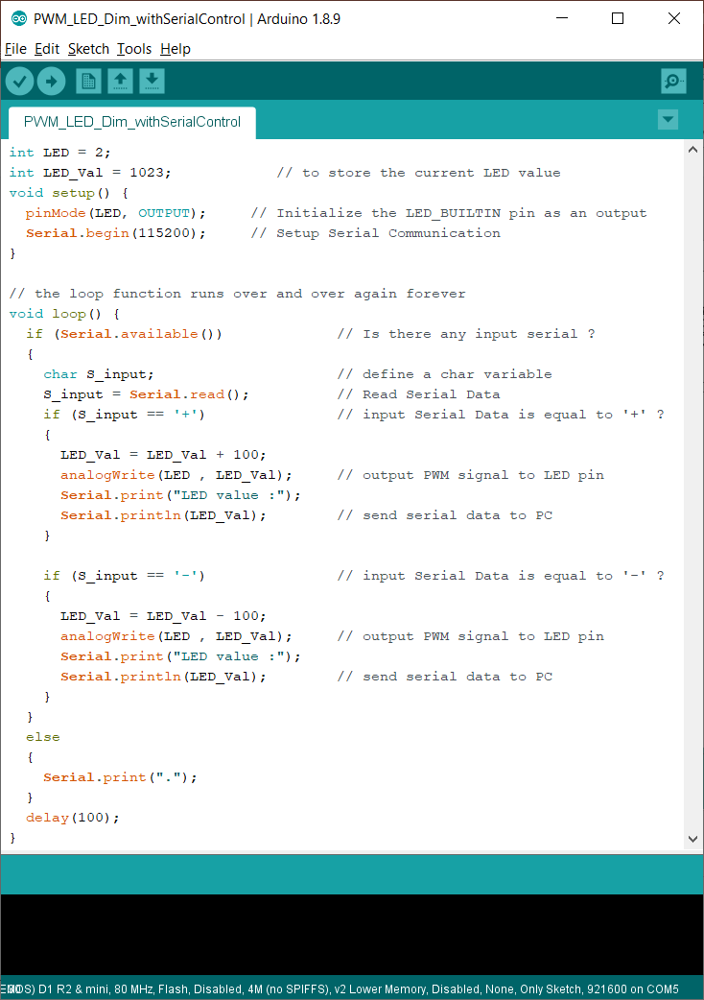 PWM_LED_Dim_withSerialControl | Arduino 1.8.9
File Edit Sketch Tools Help
PWM_LED_Dim_withSerialControl
int LED = 2;
int LED_Val = 1023;            // to store the current LED value
void setup() {
  pinMode(LED, OUTPUT);     // Initialize the LED_BUILTIN pin as an output
  Serial.begin(115200);     // Setup Serial Communication
}
// the loop function runs over and over again forever
void loop() {
  if (Serial.available())             // Is there any input serial ?
  {
    char S_input;                     // define a char variable
    S_input = Serial.read();          // Read Serial Data
    if (S_input == '+')               // input Serial Data is equal to '+' ?
    {
      LED_Val = LED_Val + 100;
      analogWrite(LED , LED_Val);     // output PWM signal to LED pin
      Serial.print("LED value :");
      Serial.println(LED_Val);        // send serial data to PC
    }
    if (S_input == '-')               // input Serial Data is equal to '-' ?
    {
      LED_Val = LED_Val - 100;
      analogWrite(LED , LED_Val);     // output PWM signal to LED pin
      Serial.print("LED value :");
      Serial.println(LED_Val);        // send serial data to PC
    }
  }
  else
  {
    Serial.print(".");
  }
  delay(100);
}
D1 R2 & mini, 80 MHz, Flash, Disabled, 4M (no SPIFFS), v2 Lower Memory, Disabled, None, Only Sketch, 921600 on COM5